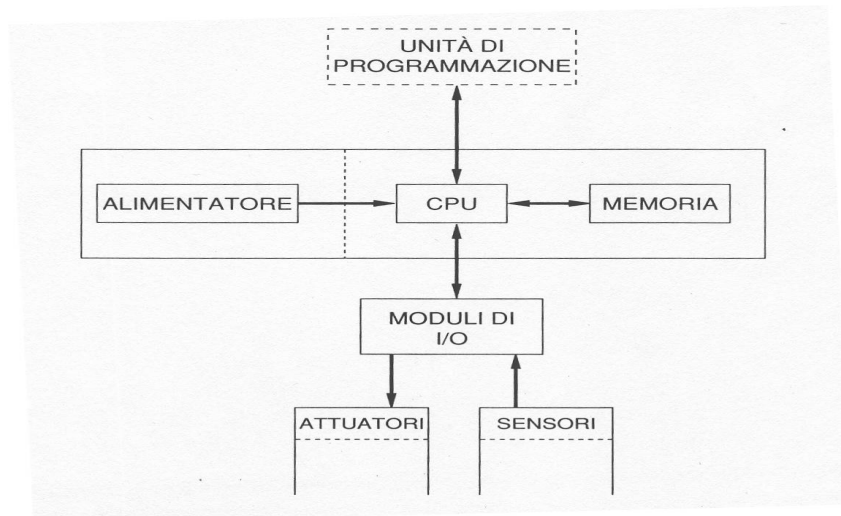 UNITÀ DI
PROGRAMMAZIONE
ALIMENTATORE
CPU
MEMORIA
MODULI DI
I/O
ATTUATORI
SENSORI